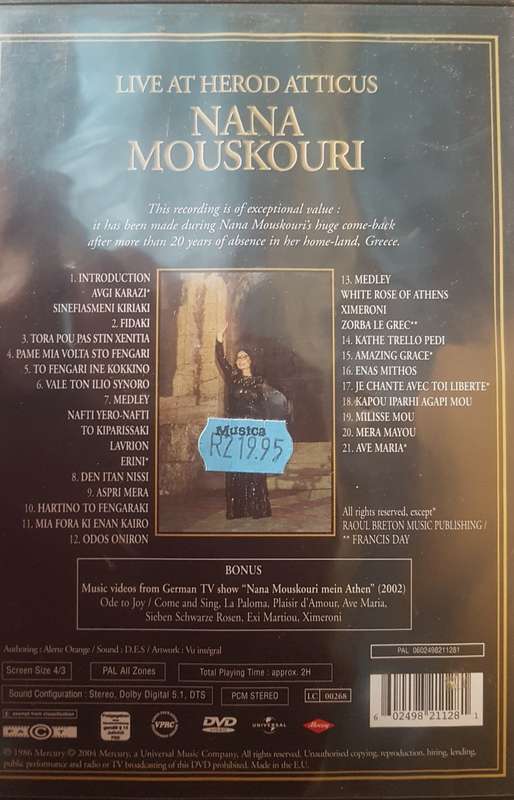 LIVE AT HEROD ATTICUS
NANA
MOUSKOURI
This recording is of exceptional value :
it has been made during Nana Mouskouri's huge come-back
after more than 20 years of absence in her home-land, Greece.
1. INTRODUCTION
AVGI KARAZI*
SINEFIASMENI KIRIAKI
2. FIDAKI
3. TORA POU PAS STIN XENITIA
4. PAME MIA VOLTA STO FENGARI
5. TO FENGARI INE KOKKINO
6. VALE TON ILIO SYNORO
7. MEDLEY
NAFTI YERO-NAFTI
TO KIPARISSAKI
LAVRION
ERINI*
8. DEN ITAN NISSI
9. ASPRI MERA
10. HARTINO TO FENGARAKI
11. MIA FORA KI ENAN KAIRO
12. ODOS ONIRON
Musica
R219.95
13. MEDLEY
WHITE ROSE OF ATHENS
XIMERONI
ZORBA LE GREC**
14. KATHE TRELLO PEDI
15. AMAZING GRACE*
16. ENAS MITHOS
17. JE CHANTE AVEC TOI LIBERTE*
18. KAPOU IPARHI AGAPI MOU
19. MILISSE MOU
20. MERA MAYOU
21. AVE MARIA*
All rights reserved, except*
RAOUL BRETON MUSIC PUBLISHING /
** FRANCIS DAY
BONUS
Music videos from German TV show "Nana Mouskouri mein Athen" (2002)
Ode to Joy / Come and Sing, La Paloma, Plaisir d'Amour, Ave Maria,
Sieben Schwarze Rosen, Exi Martiou, Ximeroni
Authoring : Alerte Orange / Sound : D.E.S / Artwork : Vu intégral
PAL 0602498211281
Screen Size 4/3
PAL All Zones
Total Playing Time : approx. 2H
Sound Configuration : Stereo, Dolby Digital 5.1, DTS
PCM STEREO
LC 00268
6 02498 21128 1
E exempt from classification
VPRC
DVD
VIDEO
UNIVERSAL
Mercury
© 1986 Mercury © 2004 Mercury, a Universal Music Company, All rights reserved. Unauthorised copying, reproduction, hiring, lending,
public performance and radio or TV broadcasting of this DVD prohibited. Made in the E.U.